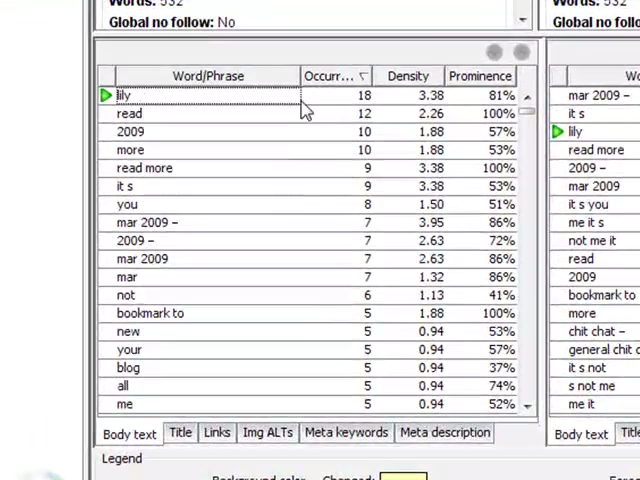 Words: 532
Global no follow: No
Global no
Word/Phrase Occurr... Density Prominence
lily 18 3.38 81%
read 12 2.26 100%
2009 10 1.88 57%
more 10 1.88 53%
read more 9 3.38 100%
it s 9 3.38 53%
you 8 1.50 51%
mar 2009 – 7 3.95 86%
2009 – 7 2.63 72%
mar 2009 7 2.63 86%
mar 7 1.32 86%
not 6 1.13 41%
bookmark to 5 1.88 100%
new 5 0.94 53%
your 5 0.94 57%
blog 5 0.94 37%
all 5 0.94 74%
me 5 0.94 52%
Body text Title Links Img ALTs Meta keywords Meta description
Legend
mar 2009 –
it s
lily
read more
2009 –
mar 2009
it s you
me it s
not me it
read
2009
bookmark to
more
chit chat –
general chit c
it s not
s not me
me it
Body text